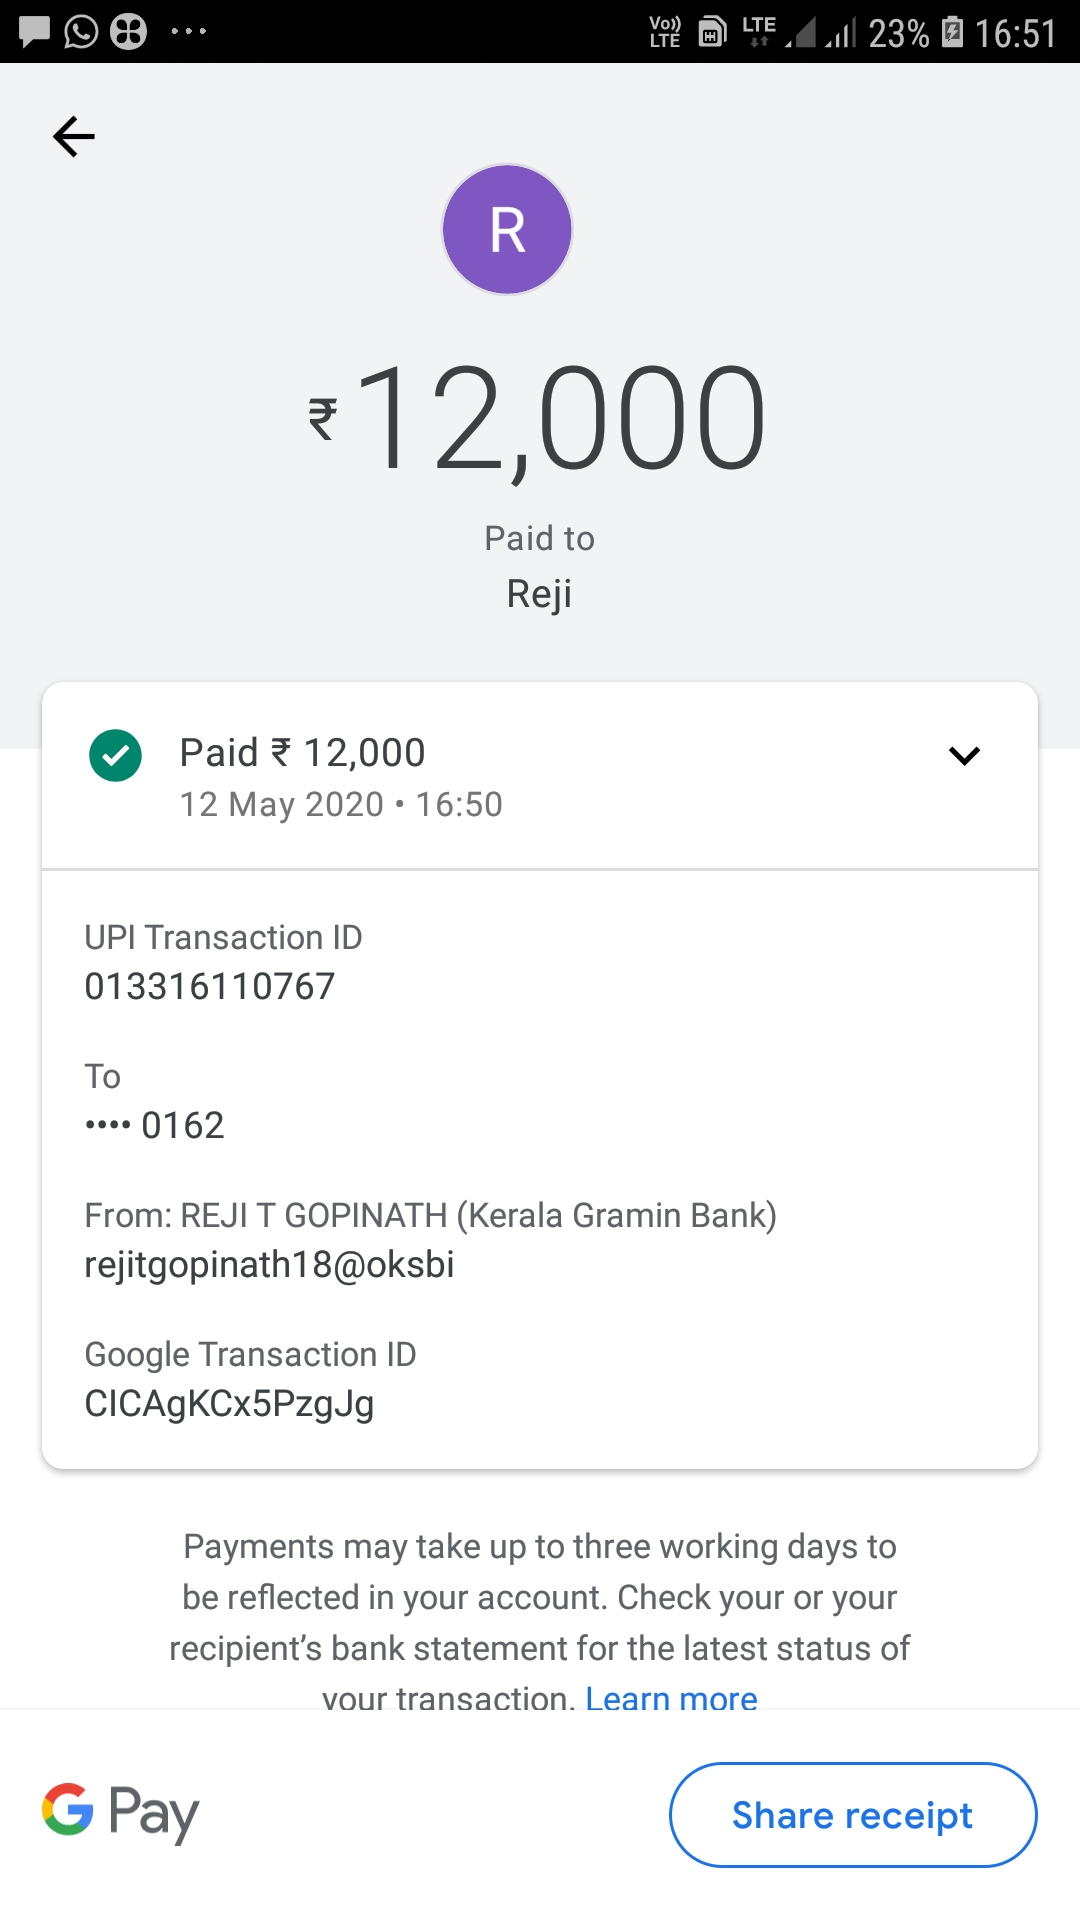 Vo)) LTE LTE 23% 16:51
R
₹12,000
Paid to
Reji
Paid ₹ 12,000
12 May 2020 • 16:50
UPI Transaction ID
013316110767
To
•••• 0162
From: REJI T GOPINATH (Kerala Gramin Bank)
rejitgopinath18@oksbi
Google Transaction ID
CICAgKCx5PzgJg
Payments may take up to three working days to
be reflected in your account. Check your or your
recipient’s bank statement for the latest status of
your transaction. Learn more
G Pay
Share receipt